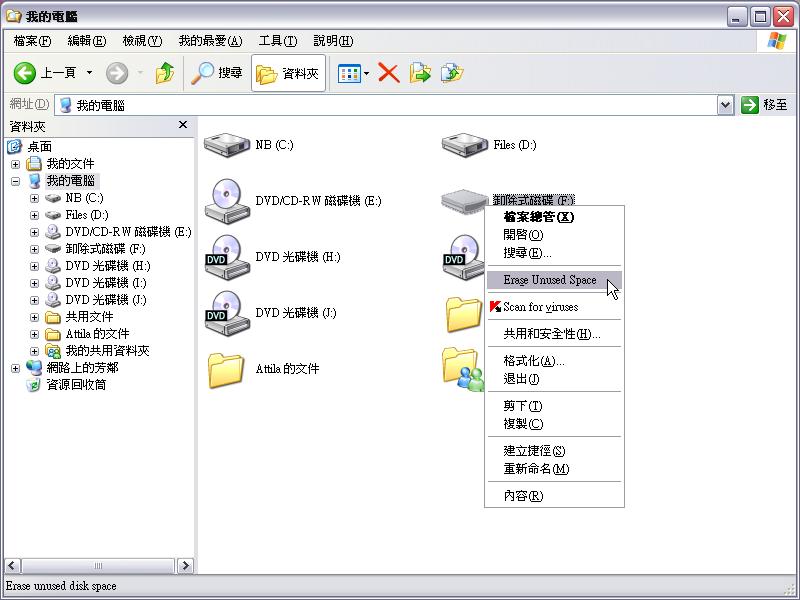 我的電腦
檔案(F) 編輯(E) 檢視(V) 我的最愛(A) 工具(T) 說明(H)
上一頁 搜尋 資料夾
網址(D) 我的電腦 移至
資料夾
桌面
我的文件
我的電腦
NB (C:)
Files (D:)
DVD/CD-RW 磁碟機 (E:)
卸除式磁碟 (F:)
DVD 光碟機 (H:)
DVD 光碟機 (I:)
DVD 光碟機 (J:)
共用文件
Attila 的文件
我的共用資料夾
網路上的芳鄰
資源回收筒
NB (C:)
Files (D:)
DVD/CD-RW 磁碟機 (E:)
卸除式磁碟 (F:)
DVD 光碟機 (H:)
DVD
DVD
DVD 光碟機 (J:)
DVD
Attila 的文件
檔案總管(X)
開啟(O)
搜尋(E)...
Erase Unused Space
Scan for viruses
共用和安全性(H)...
格式化(A)...
退出(J)
剪下(T)
複製(C)
建立捷徑(S)
重新命名(M)
內容(R)
Erase unused disk space